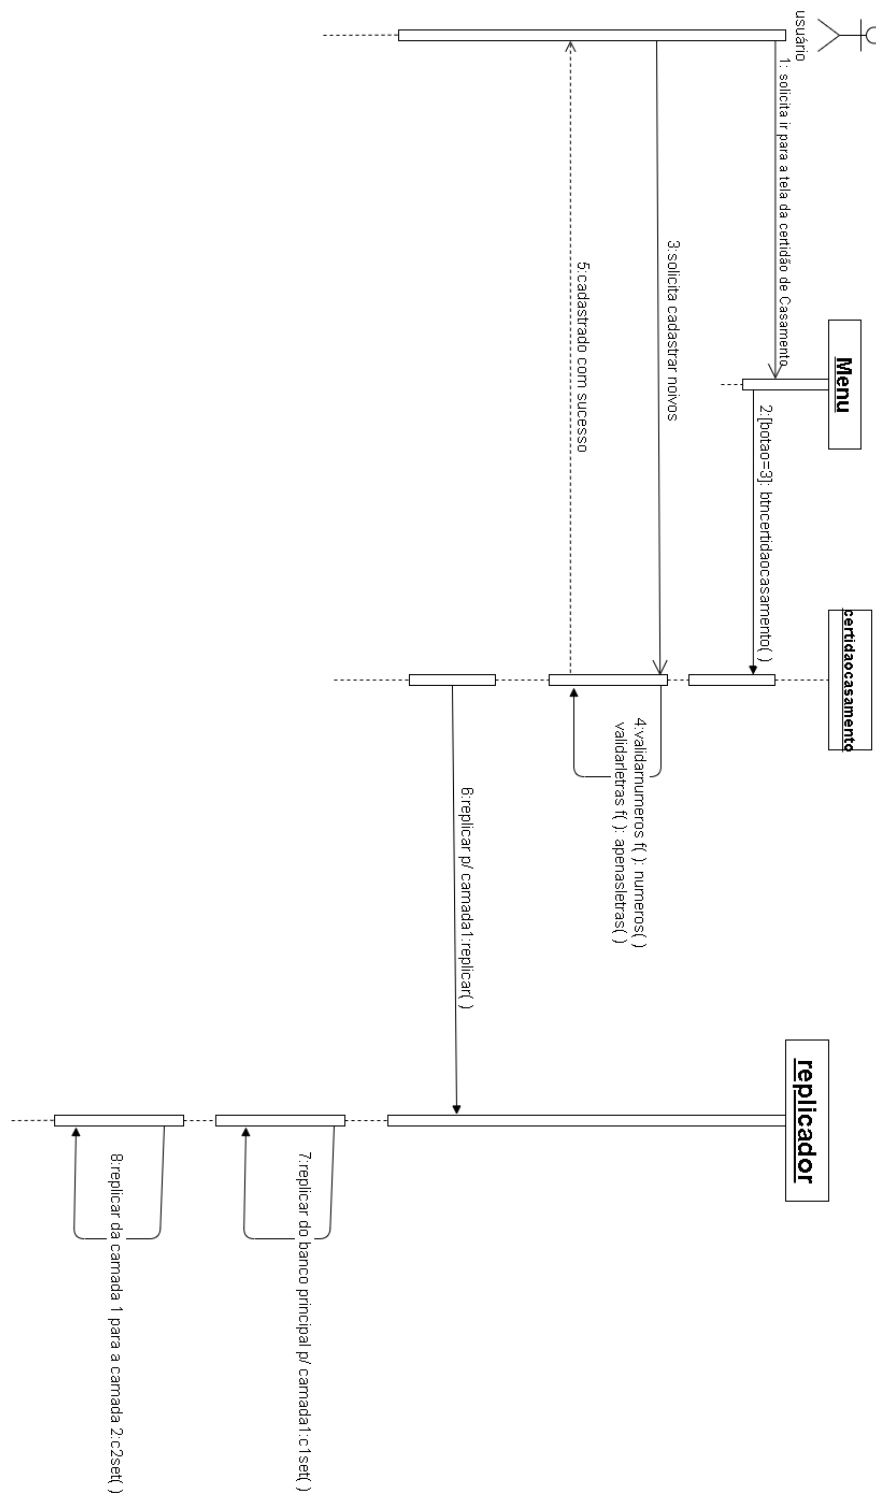 usuário
Menu
certidaocasamento
replicador
1: solicita ir para a tela da certidão de Casamento
2:[botao=3]: btncertidaocasamento( )
3:solicita cadastrar noivos
4:validarnumeros f( ): numeros( )
validarletras f( ): apenasletras( )
5:cadastrado com sucesso
6:replicar p/ camada1:replicar( )
7:replicar do banco principal p/ camada1:c1set( )
8:replicar da camada 1 para a camada 2:c2set( )